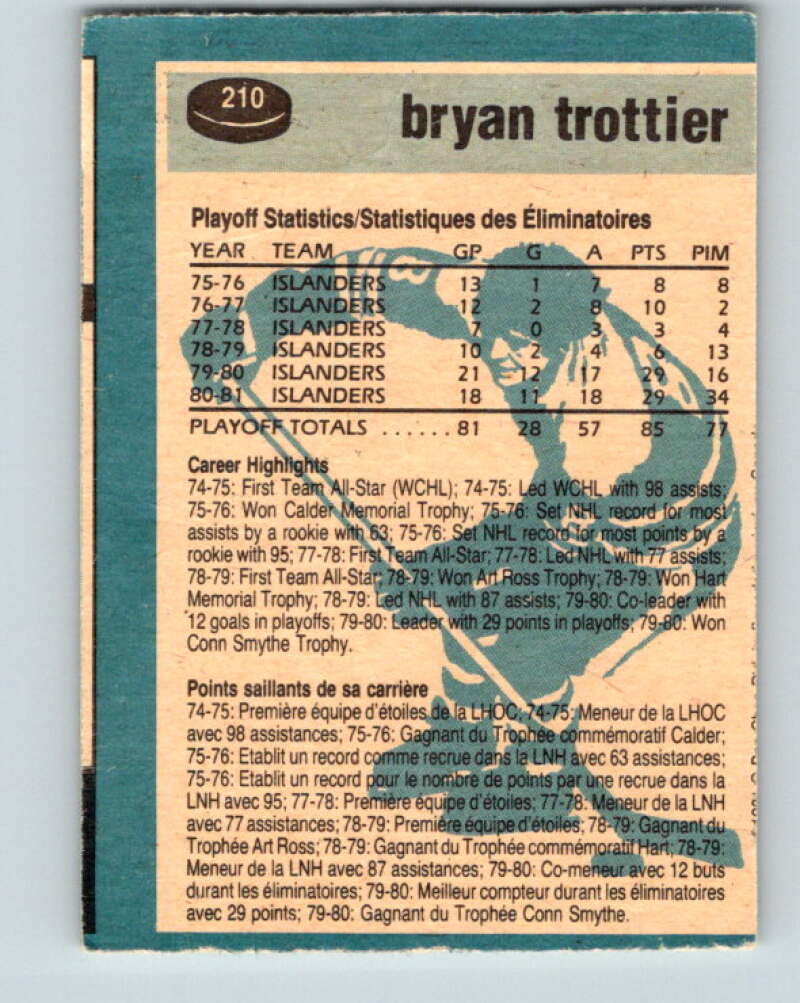 210
bryan trottier
Playoff Statistics/Statistiques des Éliminatoires
YEAR TEAM GP G A PTS PIM
75-76 ISLANDERS 13 1 7 8 8
76-77 ISLANDERS 12 2 8 10 2
77-78 ISLANDERS 7 0 3 3 4
78-79 ISLANDERS 10 2 4 6 13
79-80 ISLANDERS 21 12 17 29 16
80-81 ISLANDERS 18 11 18 29 34
PLAYOFF TOTALS ...... 81 28 57 85 77
Career Highlights
74-75: First Team All-Star (WCHL); 74-75: Led WCHL with 98 assists;
75-76: Won Calder Memorial Trophy; 75-76: Set NHL record for most
assists by a rookie with 63; 75-76: Set NHL record for most points by a
rookie with 95; 77-78: First Team All-Star; 77-78: Led NHL with 77 assists;
78-79: First Team All-Star; 78-79: Won Art Ross Trophy; 78-79: Won Hart
Memorial Trophy; 78-79: Led NHL with 87 assists; 79-80: Co-leader with
12 goals in playoffs; 79-80: Leader with 29 points in playoffs; 79-80: Won
Conn Smythe Trophy.
Points saillants de sa carrière
74-75: Première équipe d'étoiles de la LHOC; 74-75: Meneur de la LHOC
avec 98 assistances; 75-76: Gagnant du Trophée commémoratif Calder;
75-76: Etablit un record comme recrue dans la LNH avec 63 assistances;
75-76: Etablit un record pour le nombre de points par une recrue dans la
LNH avec 95; 77-78: Première équipe d'étoiles; 77-78: Meneur de la LNH
avec 77 assistances; 78-79: Première équipe d'étoiles; 78-79: Gagnant du
Trophée Art Ross; 78-79: Gagnant du Trophée commémoratif Hart; 78-79:
Meneur de la LNH avec 87 assistances; 79-80: Co-meneur avec 12 buts
durant les éliminatoires; 79-80: Meilleur compteur durant les éliminatoires
avec 29 points; 79-80: Gagnant du Trophée Conn Smythe.